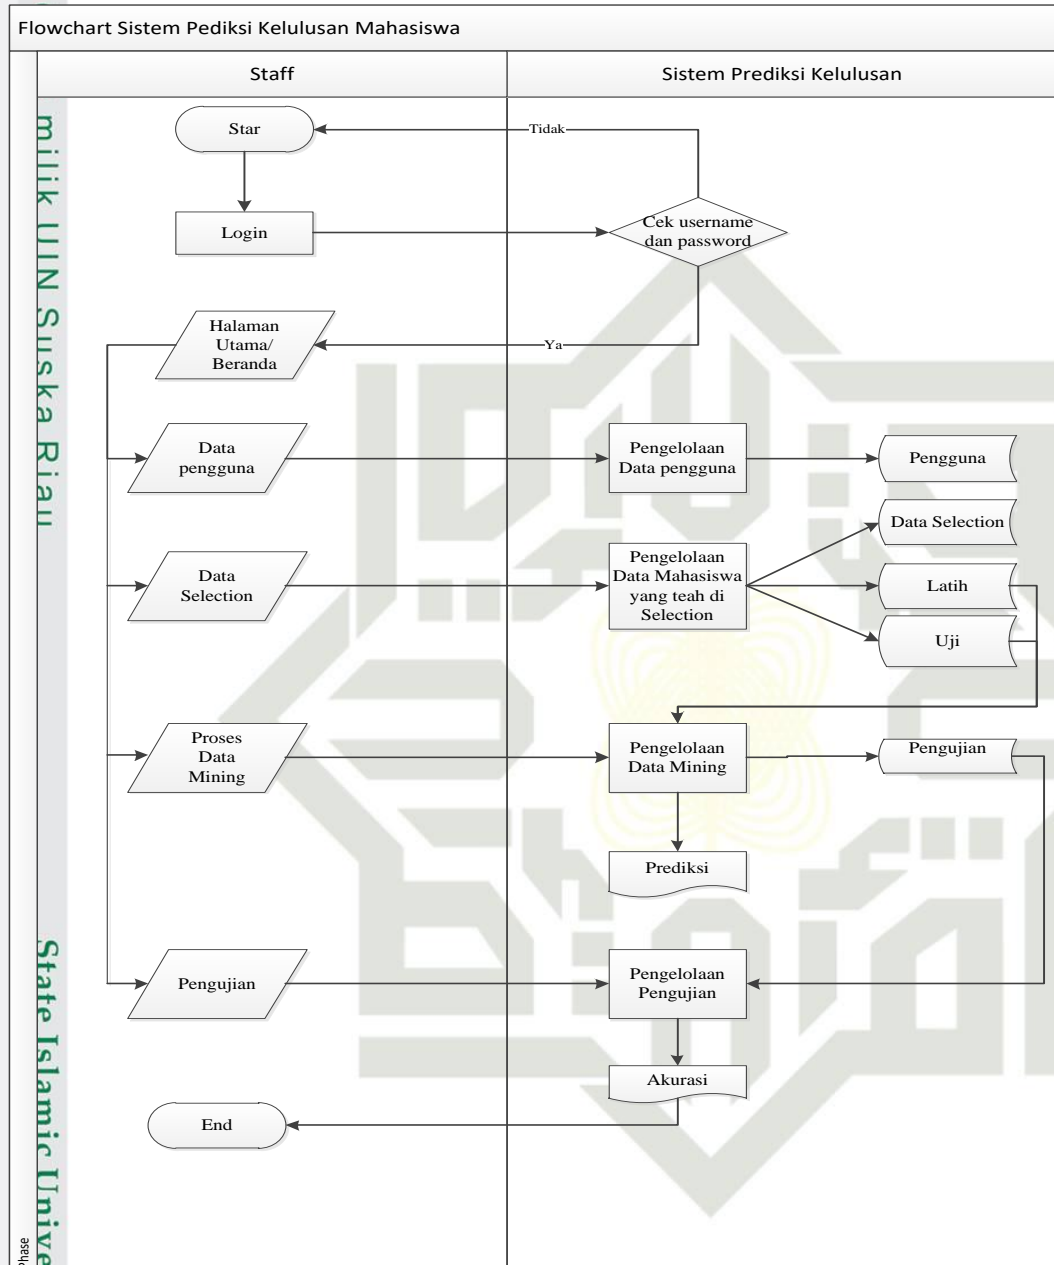 Flowchart Sistem Pediksi Kelulusan Mahasiswa
Staff
Sistem Prediksi Kelulusan
Star
Tidak
Login
Cek username
dan password
Halaman
Utama/
Beranda
Ya
Data
pengguna
Pengelolaan
Data pengguna
Pengguna
Data Selection
Data
Selection
Pengelolaan
Data Mahasiswa
yang teah di
Selection
Latih
Uji
Proses
Data
Mining
Pengelolaan
Data Mining
Pengujian
Prediksi
Pengujian
Pengelolaan
Pengujian
Akurasi
End
Phase
milik UIN Suska Riau
State Islamic Unive